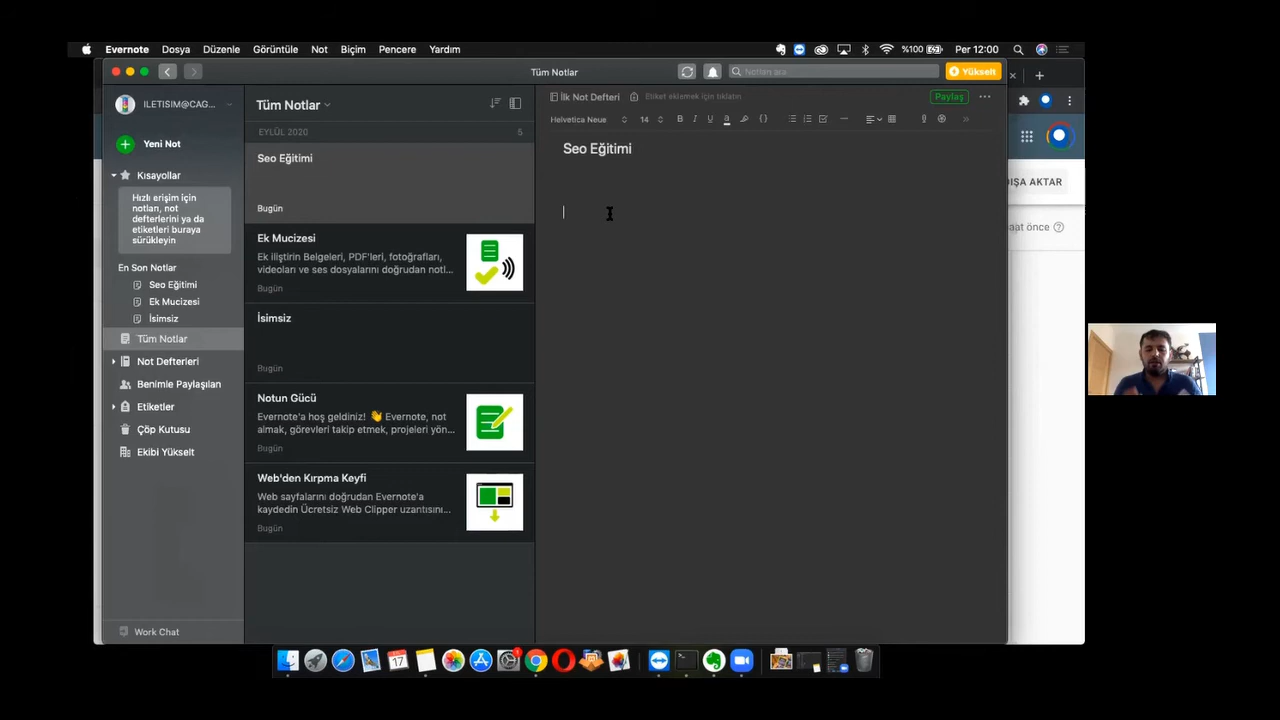 Evernote Dosya Düzenle Görüntüle Not Biçim Pencere Yardım %100 Per 12:00
Tüm Notlar
Notları ara
Yükselt
ILETISIM@CAG...
Yeni Not
Kısayollar
Hızlı erişim için
notları, not
defterlerini ya da
etiketleri buraya
sürükleyin
En Son Notlar
Seo Eğitimi
Ek Mucizesi
İsimsiz
Tüm Notlar
Not Defterleri
Benimle Paylaşılan
Etiketler
Çöp Kutusu
Ekibi Yükselt
Work Chat
Tüm Notlar
EYLÜL 2020 5
Seo Eğitimi
Bugün
Ek Mucizesi
Ek iliştirin Belgeleri, PDF'leri, fotoğrafları,
videoları ve ses dosyalarını doğrudan notl...
Bugün
İsimsiz
Bugün
Notun Gücü
Evernote'a hoş geldiniz! 👋 Evernote, not
almak, görevleri takip etmek, projeleri yön...
Bugün
Web'den Kırpma Keyfi
Web sayfalarını doğrudan Evernote'a
kaydedin Ücretsiz Web Clipper uzantısını...
Bugün
İlk Not Defteri Etiket eklemek için tıklatın
Paylaş
Helvetica Neue 14
Seo Eğitimi
IŞA AKTAR
saat önce
17